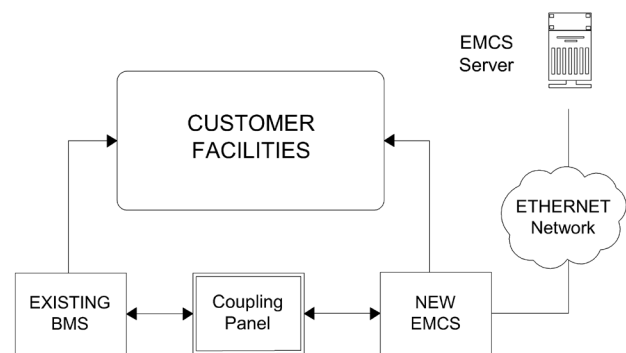 EMCS
Server
CUSTOMER
FACILITIES
ETHERNET
Network
EXISTING
BMS
Coupling
Panel
NEW
EMCS